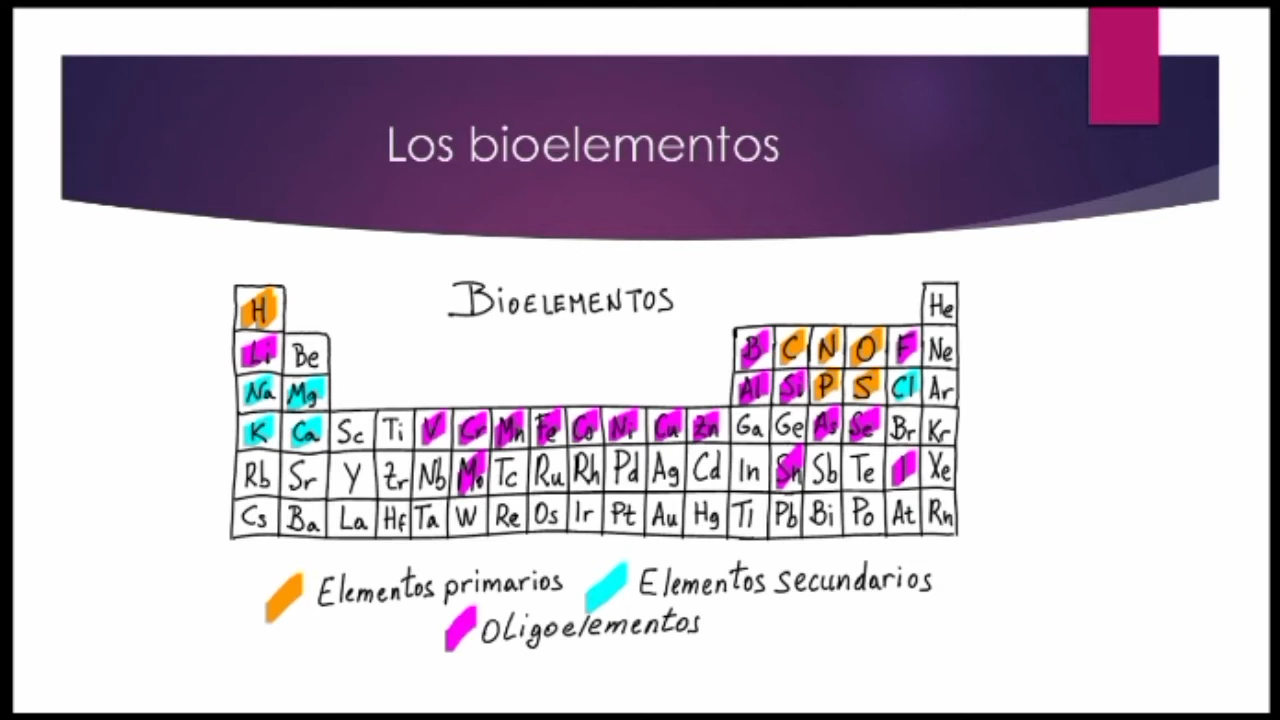 Los bioelementos
BIOELEMENTOS
H He
Li Be B C N O F Ne
Na Mg Al Si P S Cl Ar
K Ca Sc Ti V Cr Mn Fe Co Ni Cu Zn Ga Ge As Se Br Kr
Rb Sr Y Zr Nb Mo Tc Ru Rh Pd Ag Cd In Sn Sb Te I Xe
Cs Ba La Hf Ta W Re Os Ir Pt Au Hg Tl Pb Bi Po At Rn
Elementos primarios Elementos secundarios
Oligoelementos